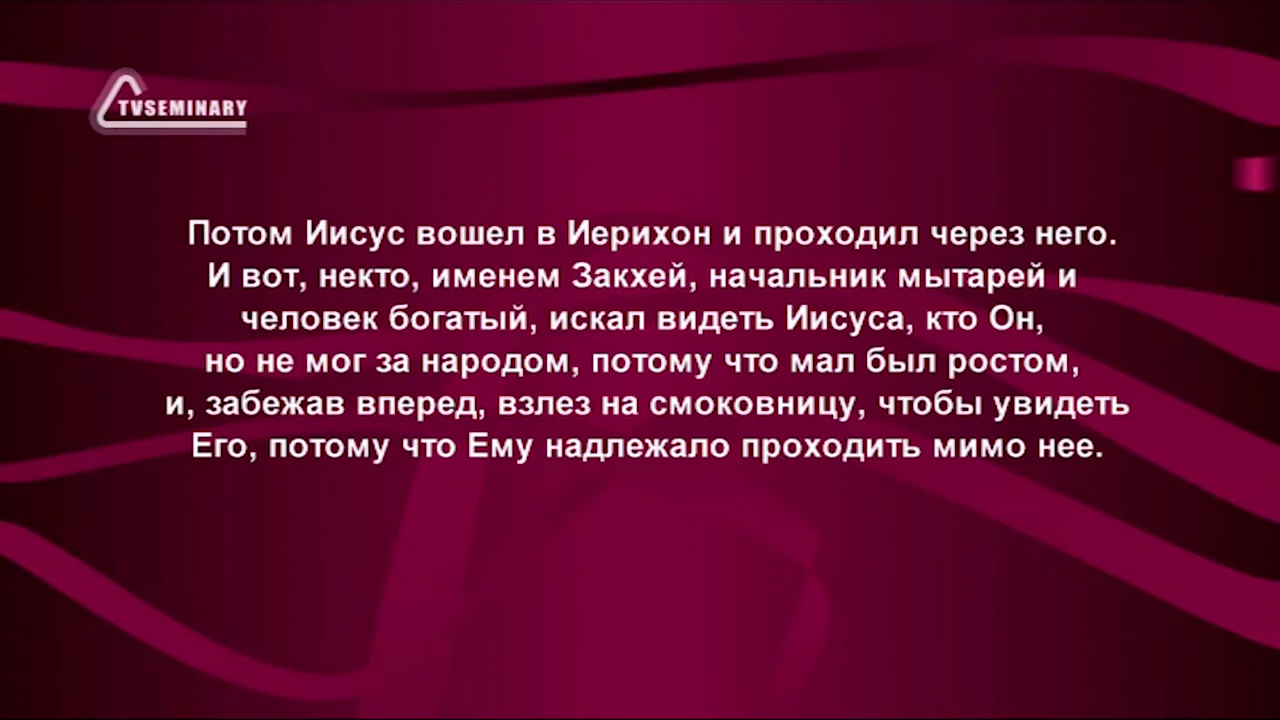 TVSEMINARY
Потом Иисус вошел в Иерихон и проходил через него.
И вот, некто, именем Закхей, начальник мытарей и
человек богатый, искал видеть Иисуса, кто Он,
но не мог за народом, потому что мал был ростом,
и, забежав вперед, взлез на смоковницу, чтобы увидеть
Его, потому что Ему надлежало проходить мимо нее.